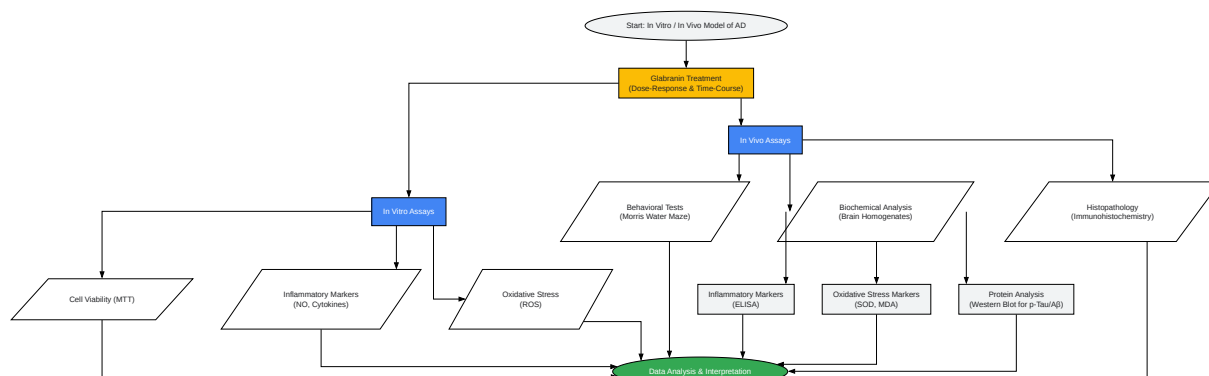 Start: In Vitro / In Vivo Model of AD
Glabranin Treatment
(Dose-Response & Time-Course)
In Vivo Assays
In Vitro Assays
Behavioral Tests
(Morris Water Maze)
Biochemical Analysis
(Brain Homogenates)
Histopathology
(Immunohistochemistry)
Cell Viability (MTT)
Inflammatory Markers
(NO, Cytokines)
Oxidative Stress
(ROS)
Inflammatory Markers
(ELISA)
Oxidative Stress Markers
(SOD, MDA)
Protein Analysis
(Western Blot for p-Tau/Aβ)
Data Analysis & Interpretation